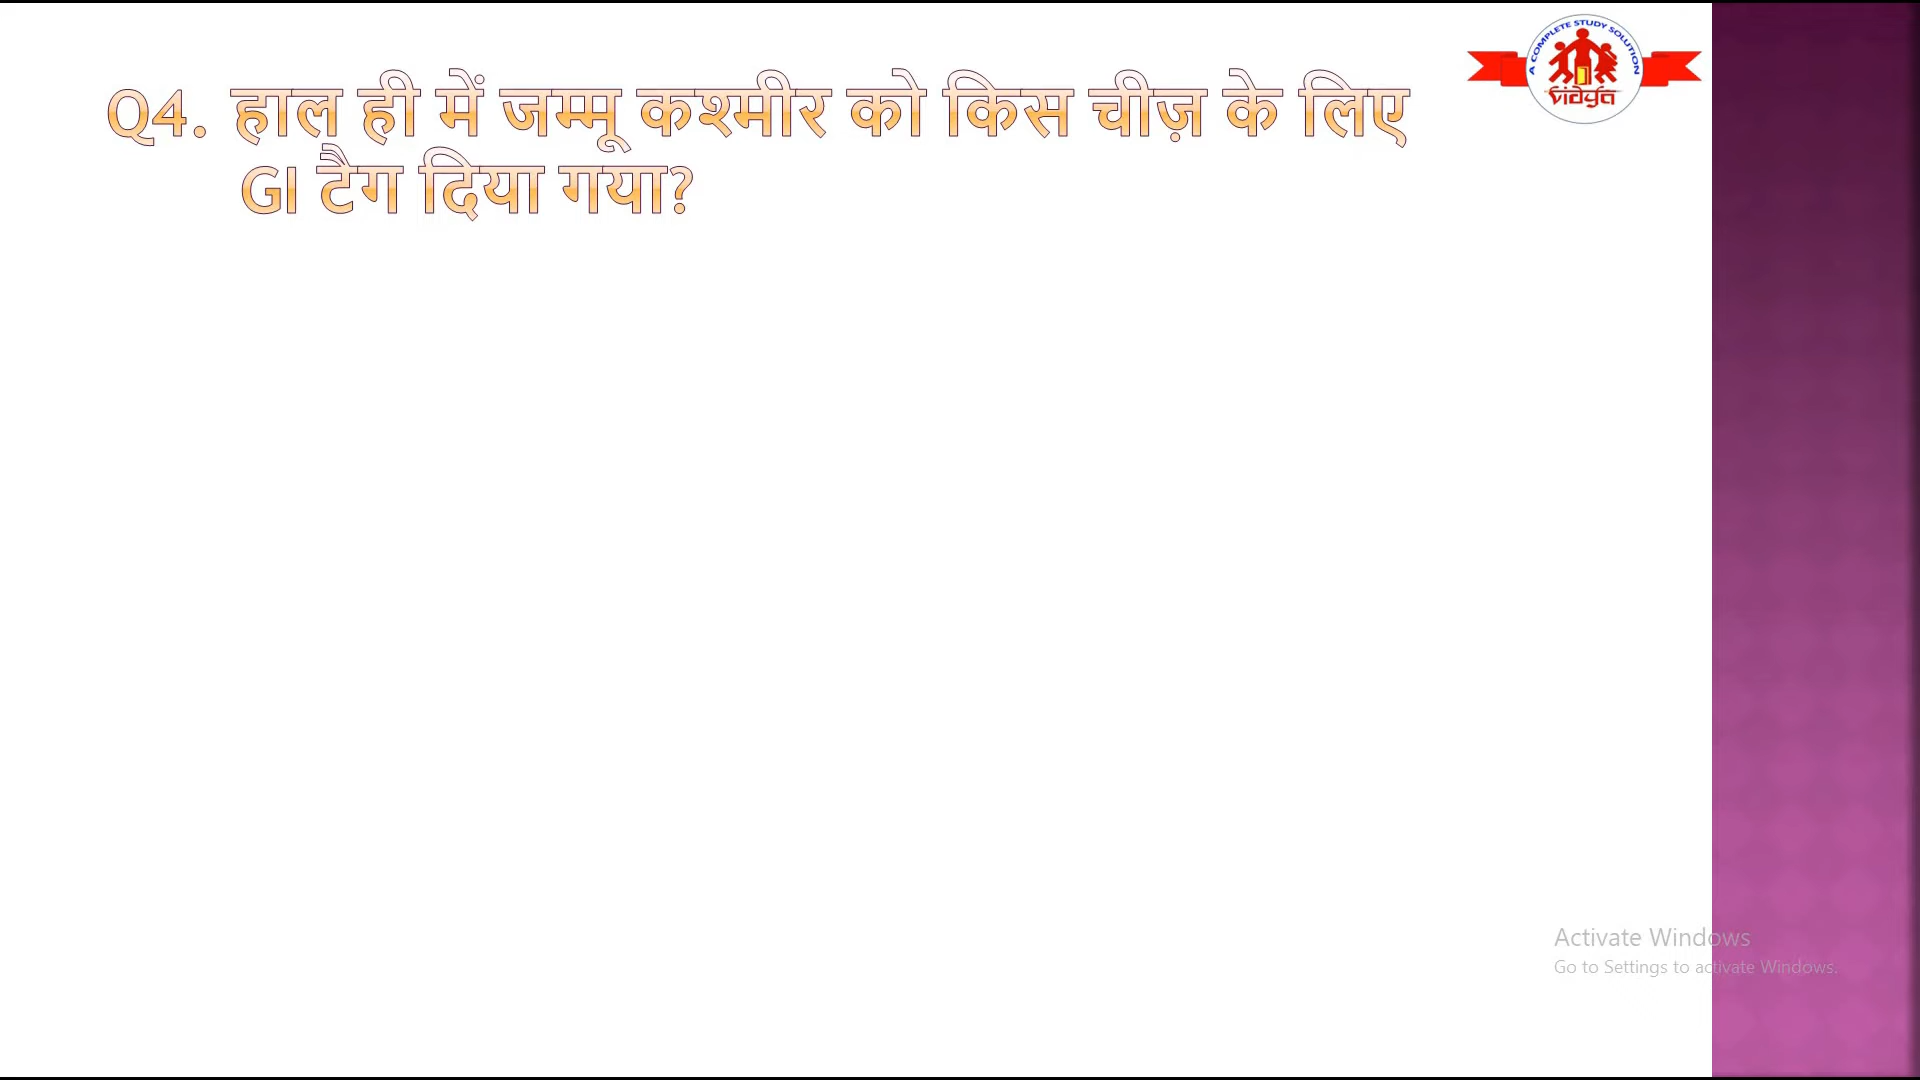 A COMPLETE STUDY SOLUTION
vidya
Q4. हाल ही में जम्मू कश्मीर को किस चीज़ के लिए
GI टैग दिया गया?
Activate Windows
Go to Settings to activate Windows.